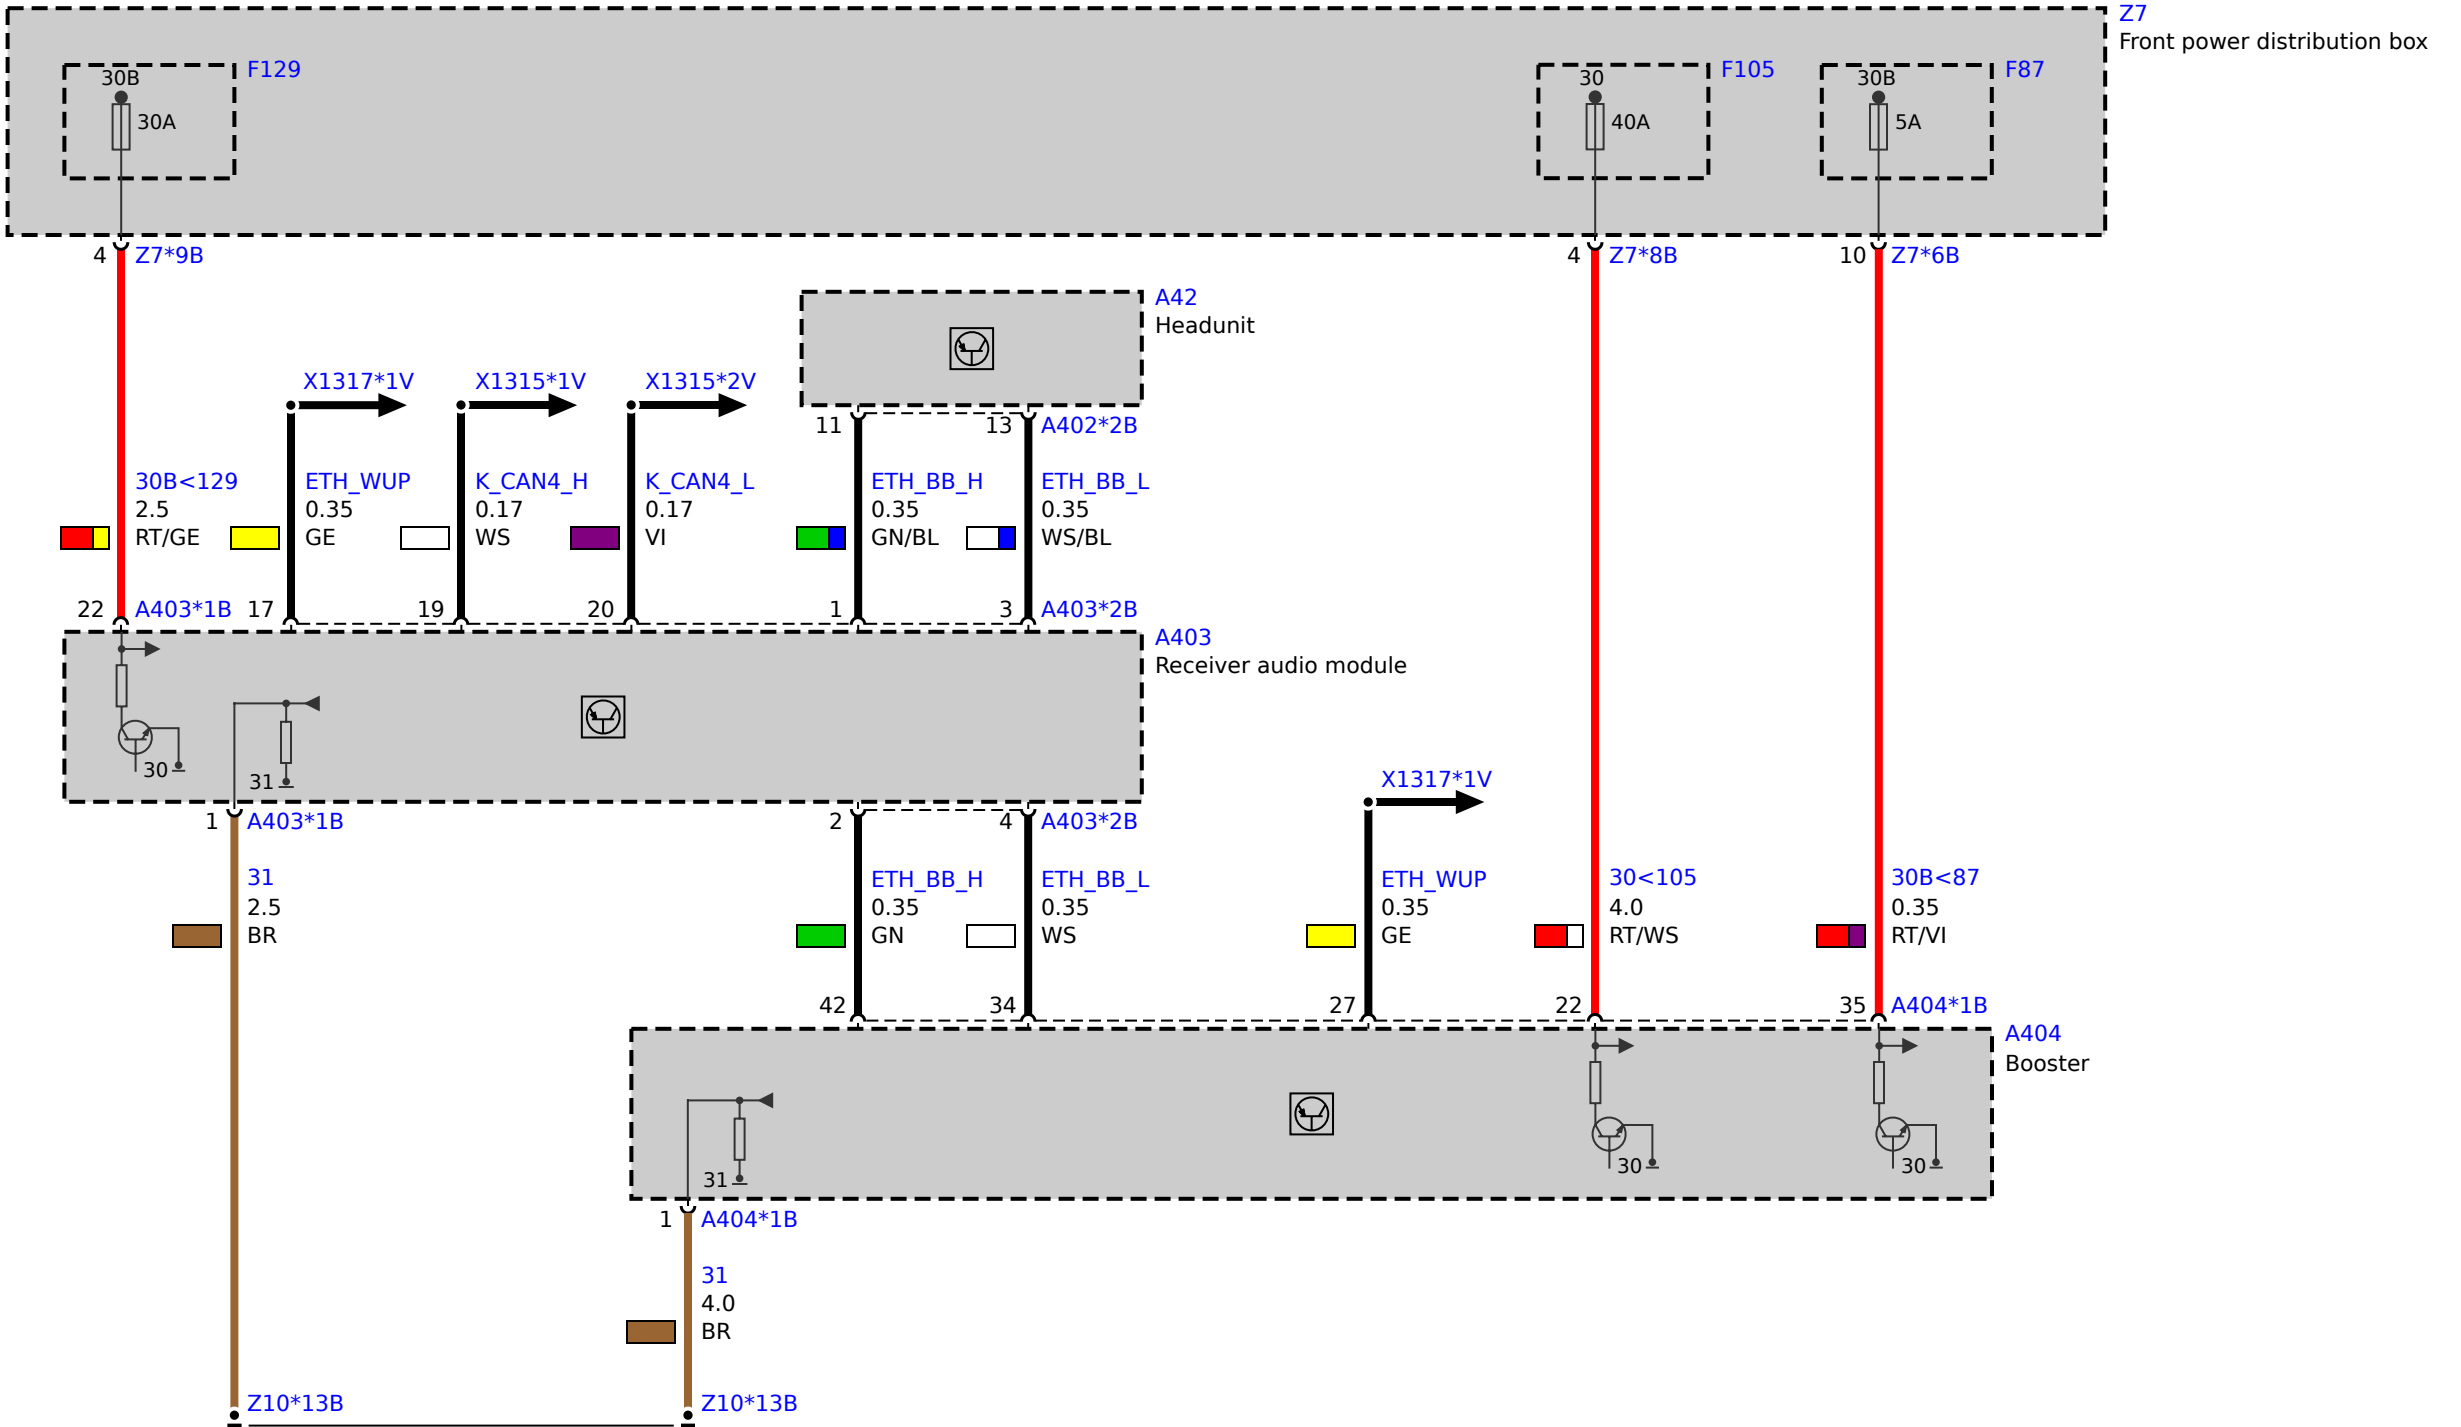 Z7
Front power distribution box
F129
30B
30A
F105
30
40A
F87
30B
5A
4 Z7*9B
4 Z7*8B
10 Z7*6B
A42
Headunit
X1317*1V
X1315*1V
X1315*2V
11
13 A402*2B
30B<129
2.5
RT/GE
ETH_WUP
0.35
GE
K_CAN4_H
0.17
WS
K_CAN4_L
0.17
VI
ETH_BB_H
0.35
GN/BL
ETH_BB_L
0.35
WS/BL
22 A403*1B
17
19
20
1
3 A403*2B
A403
Receiver audio module
30
31
1 A403*1B
2
4 A403*2B
X1317*1V
31
2.5
BR
ETH_BB_H
0.35
GN
ETH_BB_L
0.35
WS
ETH_WUP
0.35
GE
30<105
4.0
RT/WS
30B<87
0.35
RT/VI
42
34
27
22
35 A404*1B
A404
Booster
31
30
30
1 A404*1B
31
4.0
BR
Z10*13B
Z10*13B